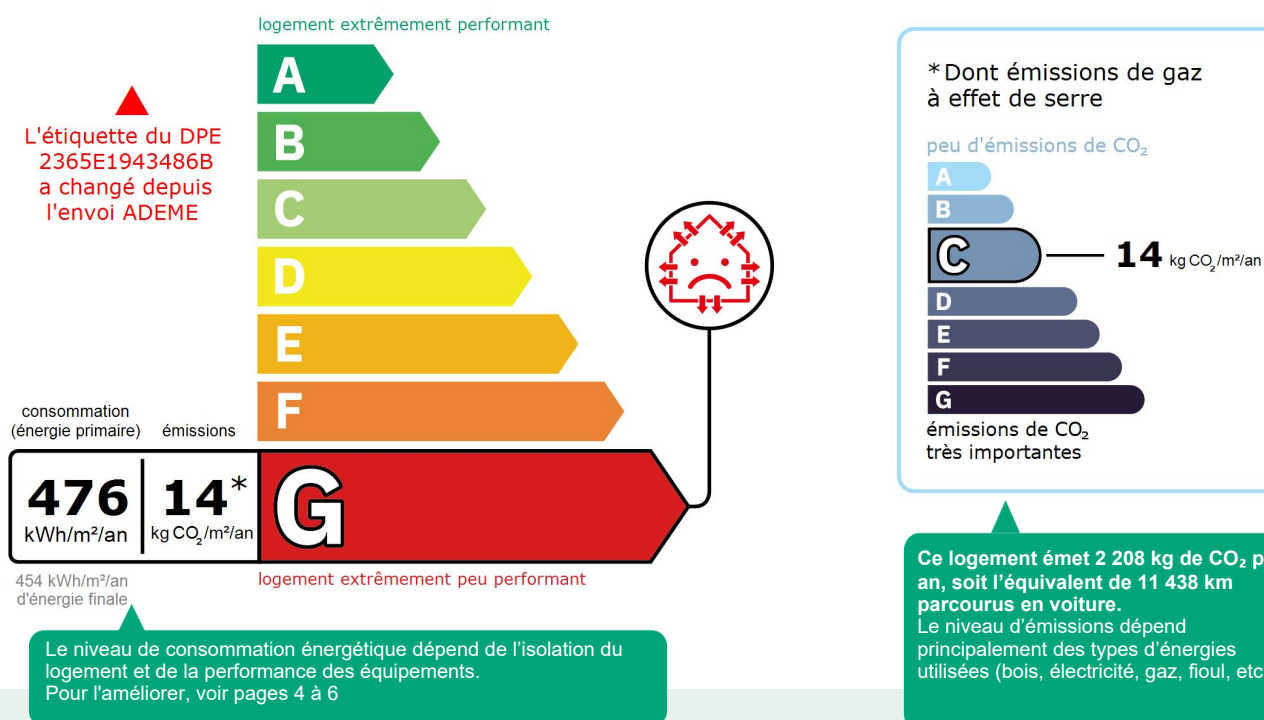 logement extrêmement performant
A
B
C
D
E
F
G
L'étiquette du DPE
2365E1943486B
a changé depuis
l'envoi ADEME
consommation
(énergie primaire)
émissions
476
kWh/m²/an
14*
kg CO₂/m²/an
454 kWh/m²/an
d'énergie finale
logement extrêmement peu performant
Le niveau de consommation énergétique dépend de l'isolation du
logement et de la performance des équipements.
Pour l'améliorer, voir pages 4 à 6
*Dont émissions de gaz
à effet de serre
peu d'émissions de CO₂
A
B
C
14 kg CO₂/m²/an
D
E
F
G
émissions de CO₂
très importantes
Ce logement émet 2 208 kg de CO₂ p
an, soit l'équivalent de 11 438 km
parcourus en voiture.
Le niveau d'émissions dépend
principalement des types d'énergies
utilisées (bois, électricité, gaz, fioul, etc